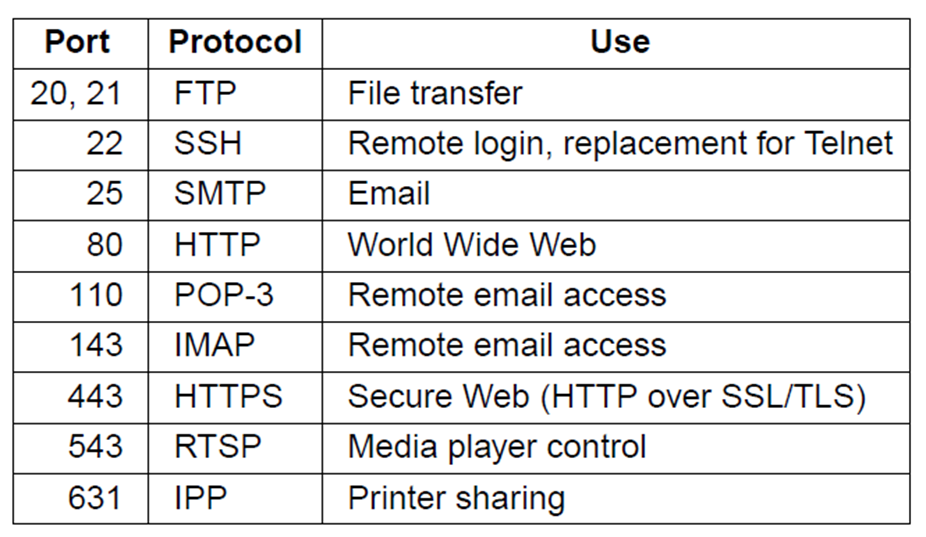 Port Protocol Use
20, 21 FTP File transfer
22 SSH Remote login, replacement for Telnet
25 SMTP Email
80 HTTP World Wide Web
110 POP-3 Remote email access
143 IMAP Remote email access
443 HTTPS Secure Web (HTTP over SSL/TLS)
543 RTSP Media player control
631 IPP Printer sharing